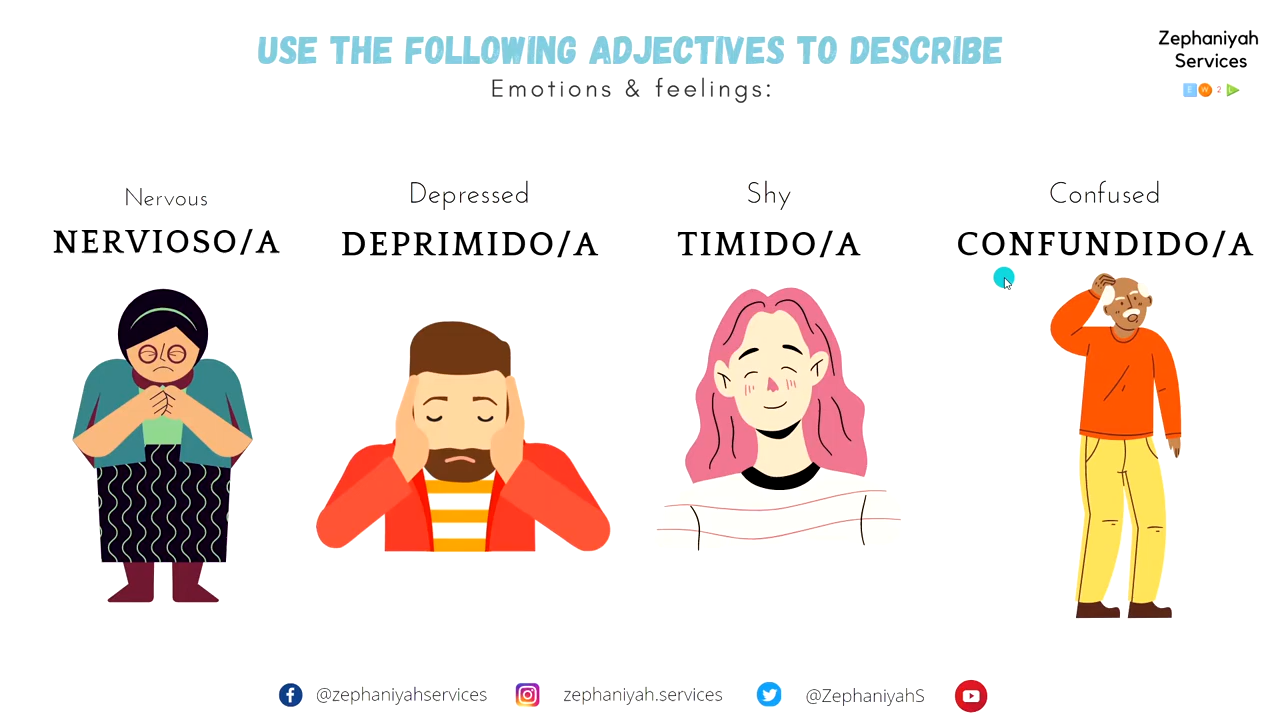 USE THE FOLLOWING ADJECTIVES TO DESCRIBE
Emotions & feelings:
Zephaniyah
Services
E W 2 L
Nervous
NERVIOSO/A
Depressed
DEPRIMIDO/A
Shy
TIMIDO/A
Confused
CONFUNDIDO/A
@zephaniyahservices
zephaniyah.services
@ZephaniyahS